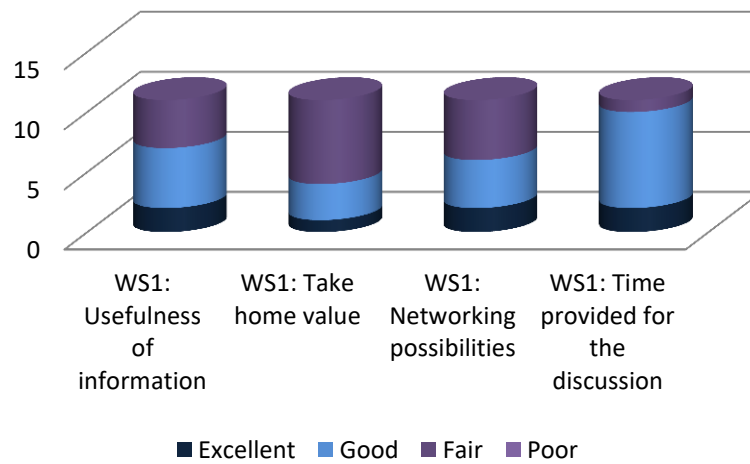 15
10
5
0
WS1:
Usefulness
of
information
WS1: Take
home value
WS1:
Networking
possibilities
WS1: Time
provided for
the
discussion
Excellent Good Fair Poor